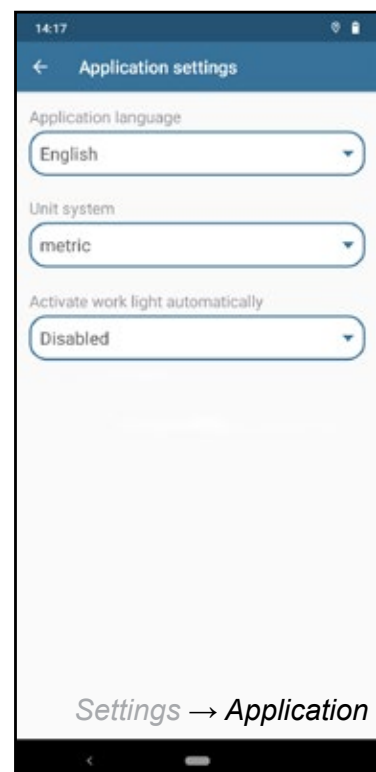 14:17
← Application settings
Application language
English
Unit system
metric
Activate work light automatically
Disabled
Settings → Application